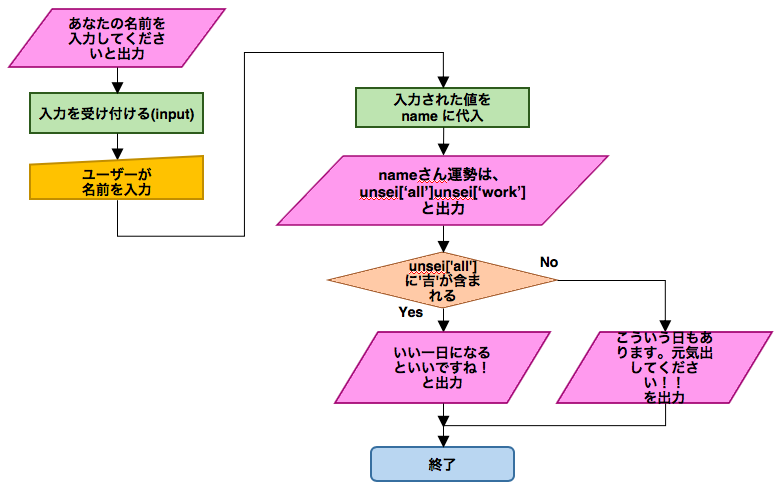 あなたの名前を
入力してくださ
いと出力
入力を受け付ける(input)
ユーザーが
名前を入力
入力された値を
name に代入
nameさん運勢は、
unsei[‘all’]unsei[‘work’]
と出力
unsei['all']
に'吉'が含ま
れる
No
Yes
いい一日になる
といいですね！
と出力
こういう日もあ
ります。元気出
してくださ
い！！
を出力
終了